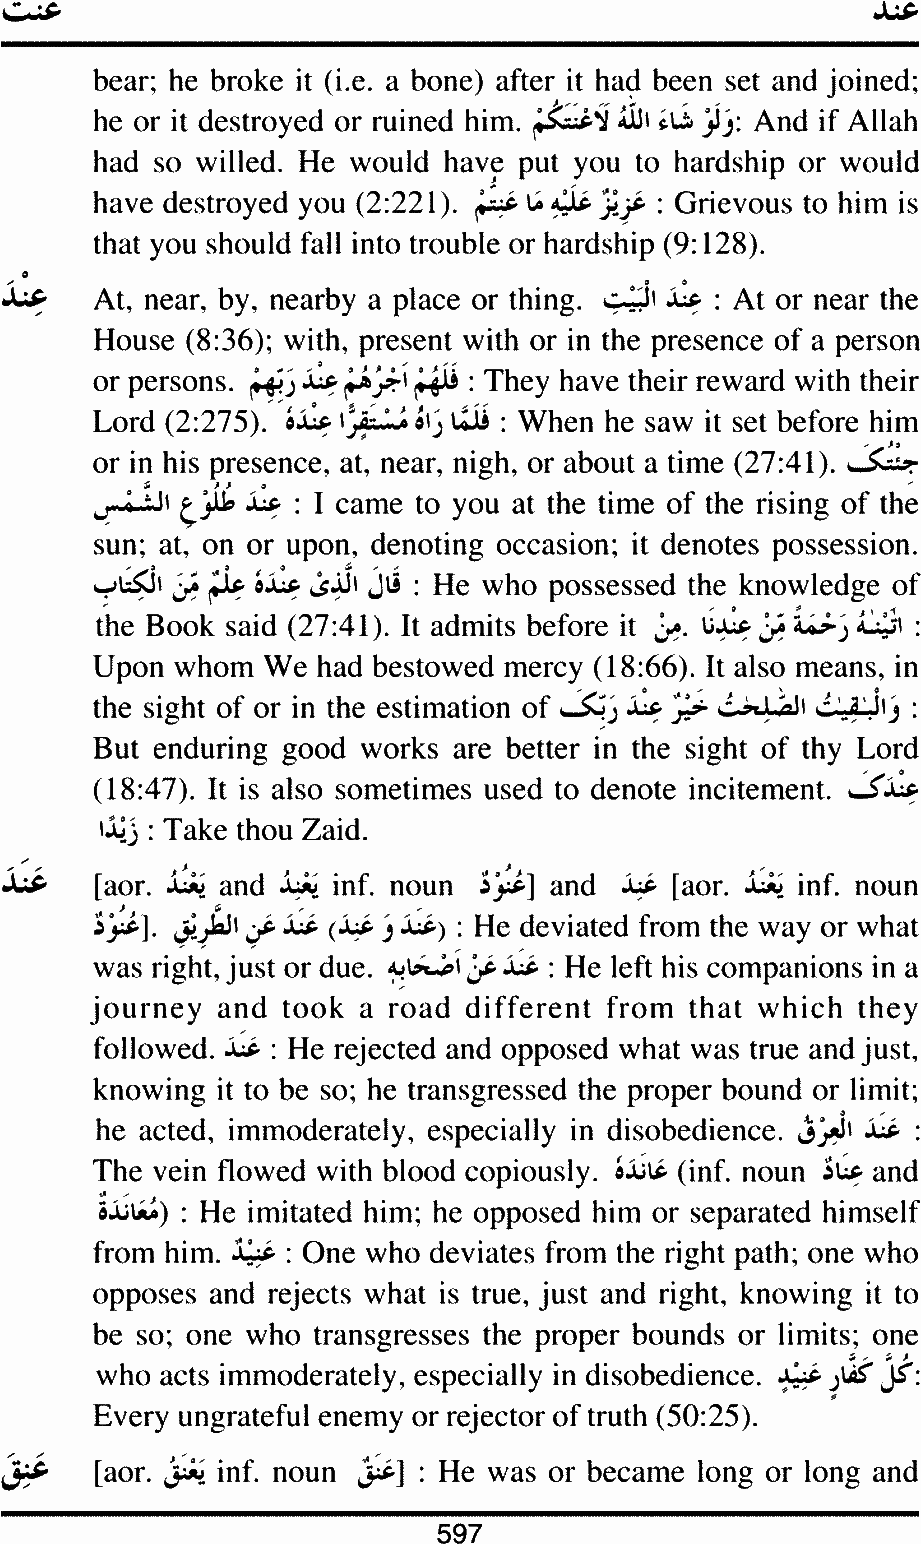 عنت عند
bear; he broke it (i.e. a bone) after it had been set and joined;
he or it destroyed or ruined him. وَلَوْ شَاءَ اللّٰهُ لَاَعْنَتَكُمْ: And if Allah
had so willed. He would have put you to hardship or would
have destroyed you (2:221). عَزِيْزٌ عَلَيْهِ مَا عَنِتُّمْ : Grievous to him is
that you should fall into trouble or hardship (9:128).
عِنْدَ At, near, by, nearby a place or thing. عِنْدَ الْبَيْتِ : At or near the
House (8:36); with, present with or in the presence of a person
or persons. فَلَهُمْ اَجْرُهُمْ عِنْدَ رَبِّهِمْ : They have their reward with their
Lord (2:275). فَلَمَّا رَاهُ مُسْتَقِرًّا عِنْدَهُ : When he saw it set before him
or in his presence, at, near, nigh, or about a time (27:41). جِئْتُكَ
عِنْدَ طُلُوْعِ الشَّمْسِ : I came to you at the time of the rising of the
sun; at, on or upon, denoting occasion; it denotes possession.
قَالَ الَّذِىْ عِنْدَهُ عِلْمٌ مِّنَ الْكِتَابِ : He who possessed the knowledge of
the Book said (27:41). It admits before it مِنْ. اٰتَيْنٰهُ رَحْمَةً مِّنْ عِنْدِنَا :
Upon whom We had bestowed mercy (18:66). It also means, in
the sight of or in the estimation of وَالْبٰقِيٰتُ الصّٰلِحٰتُ خَيْرٌ عِنْدَ رَبِّكَ :
But enduring good works are better in the sight of thy Lord
(18:47). It is also sometimes used to denote incitement. عِنْدَكَ
زَيْدًا : Take thou Zaid.
عَنَدَ [aor. يَعْنُدُ and يَعْنِدُ inf. noun عُنُوْدٌ] and عَنِدَ [aor. يَعْنَدُ inf. noun
عُنُوْدٌ]. عَنَدَ (عَنُدَ وَ عَنِدَ) عَنِ الطَّرِيْقِ : He deviated from the way or what
was right, just or due. عَنَدَ عَنْ اَصْحَابِهِ : He left his companions in a
journey and took a road different from that which they
followed. عَنَدَ : He rejected and opposed what was true and just,
knowing it to be so; he transgressed the proper bound or limit;
he acted, immoderately, especially in disobedience. عَنَدَ الْعِرْقُ :
The vein flowed with blood copiously. عَانَدَهُ (inf. noun عِنَادٌ and
مُعَانَدَةٌ) : He imitated him; he opposed him or separated himself
from him. عَنِيْدٌ : One who deviates from the right path; one who
opposes and rejects what is true, just and right, knowing it to
be so; one who transgresses the proper bounds or limits; one
who acts immoderately, especially in disobedience. كُلَّ كَفَّارٍ عَنِيْدٍ:
Every ungrateful enemy or rejector of truth (50:25).
عَنِقَ [aor. يَعْنَقُ inf. noun عَنَقٌ] : He was or became long or long and
597